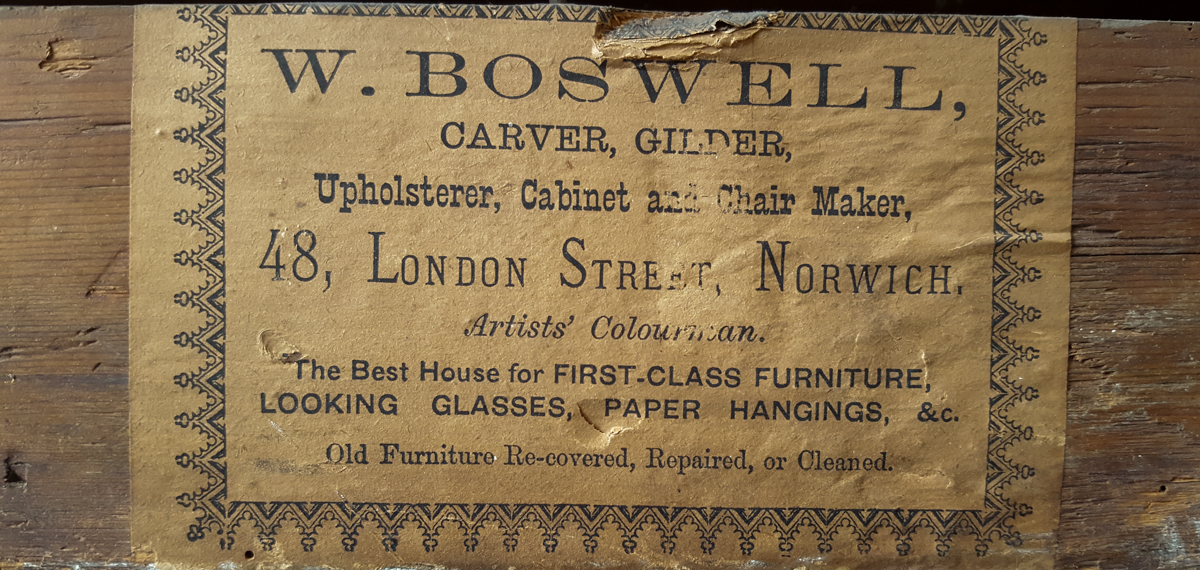 W. BOSWELL,
CARVER, GILDER,
Upholsterer, Cabinet and Chair Maker,
48, LONDON STREET, NORWICH.
Artists' Colourman.
The Best House for FIRST-CLASS FURNITURE,
LOOKING GLASSES, PAPER HANGINGS, &c.
Old Furniture Re-covered, Repaired, or Cleaned.